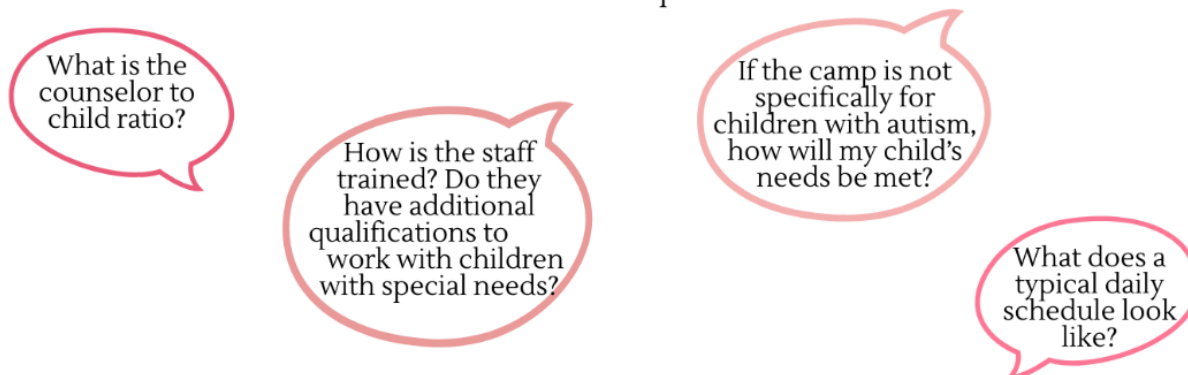 What is the
counselor to
child ratio?
How is the staff
trained? Do they
have additional
qualifications to
work with children
with special needs?
If the camp is not
specifically for
children with autism,
how will my child's
needs be met?
What does a
typical daily
schedule look
like?